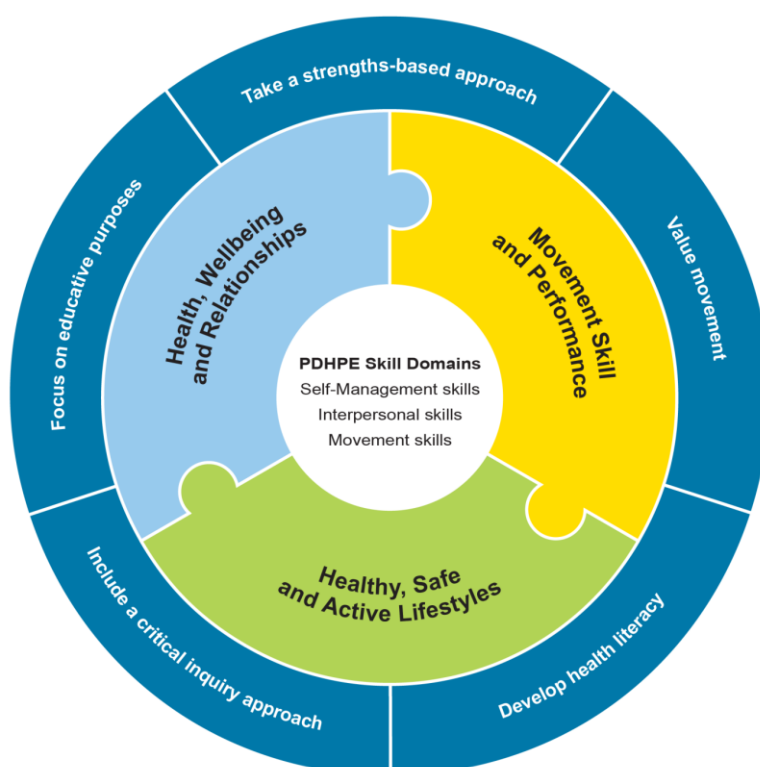 Take a strengths-based approach
Value movement
Develop health literacy
Include a critical
inquiry approach
Focus on educative purposes
Health, Wellbeing
and Relationships
Movement Skill
and Performance
Healthy, Safe
and Active Lifestyles
PDHPE Skill Domains
Self-Management skills
Interpersonal skills
Movement skills